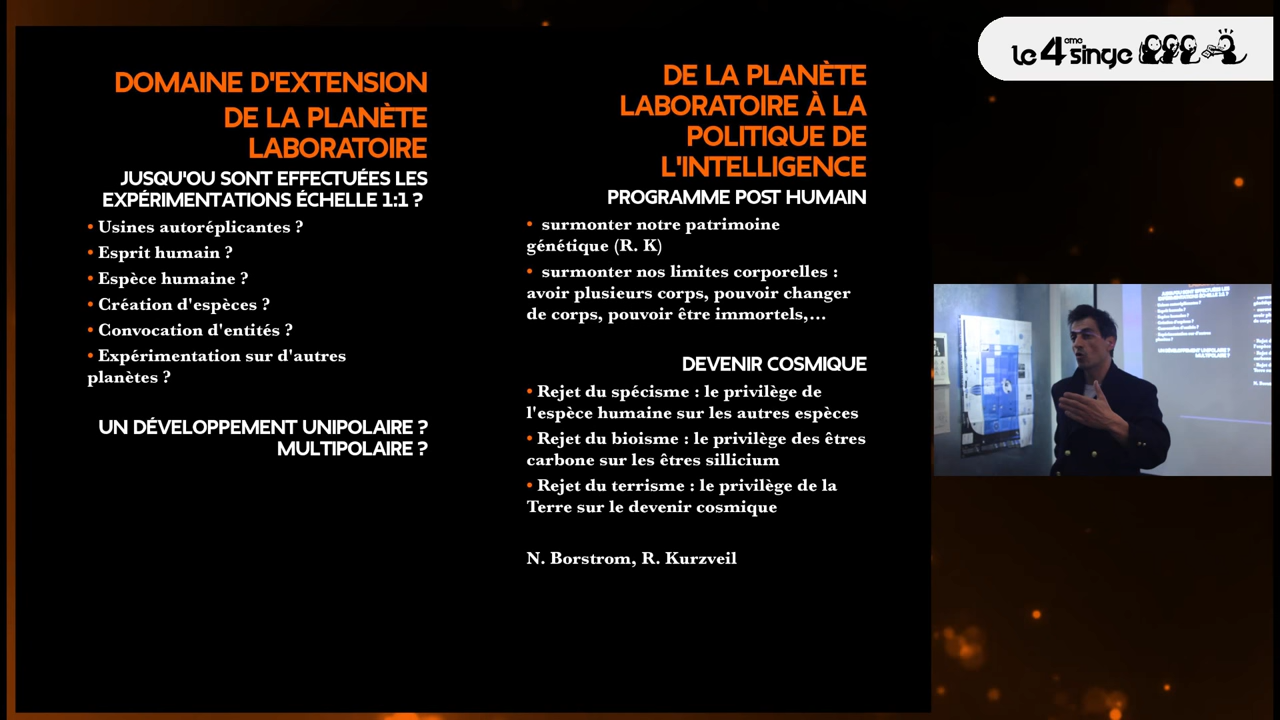 DOMAINE D'EXTENSION
DE LA PLANÈTE
LABORATOIRE
JUSQU'OU SONT EFFECTUÉES LES
EXPÉRIMENTATIONS ÉCHELLE 1:1 ?
• Usines autoréplicantes ?
• Esprit humain ?
• Espèce humaine ?
• Création d'espèces ?
• Convocation d'entités ?
• Expérimentation sur d'autres
planètes ?
UN DÉVELOPPEMENT UNIPOLAIRE ?
MULTIPOLAIRE ?
DE LA PLANÈTE
LABORATOIRE À LA
POLITIQUE DE
L'INTELLIGENCE
PROGRAMME POST HUMAIN
• surmonter notre patrimoine
génétique (R. K)
• surmonter nos limites corporelles :
avoir plusieurs corps, pouvoir changer
de corps, pouvoir être immortels,...
DEVENIR COSMIQUE
• Rejet du spécisme : le privilège de
l'espèce humaine sur les autres espèces
• Rejet du bioisme : le privilège des êtres
carbone sur les êtres sillicium
• Rejet du terrisme : le privilège de la
Terre sur le devenir cosmique
N. Borstrom, R. Kurzveil
le 4eme singe